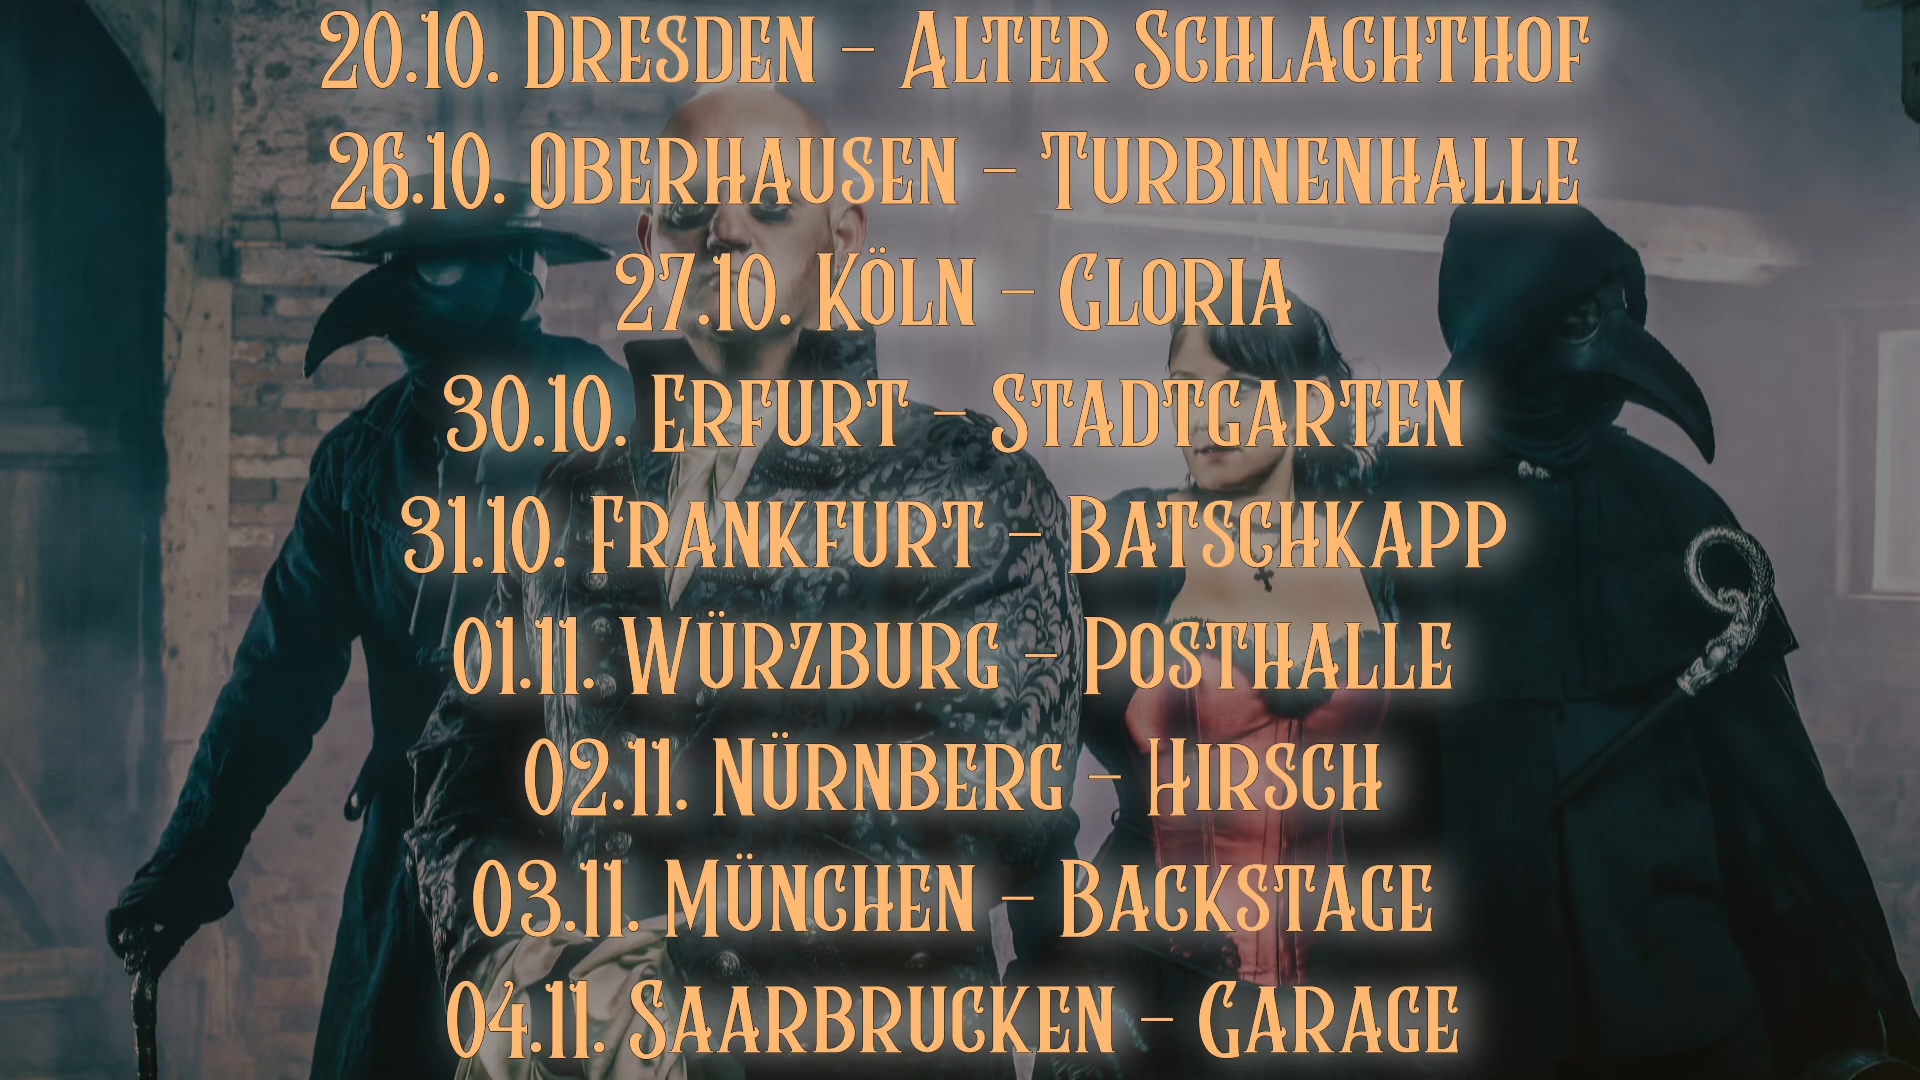 20.10. Dresden – Alter Schlachthof
26.10. Oberhausen – Turbinenhalle
27.10. Köln – Gloria
30.10. Erfurt – Stadtgarten
31.10. Frankfurt – Batschkapp
01.11. Würzburg – Posthalle
02.11. Nürnberg – Hirsch
03.11. München – Backstage
04.11. Saarbrucken – Garage